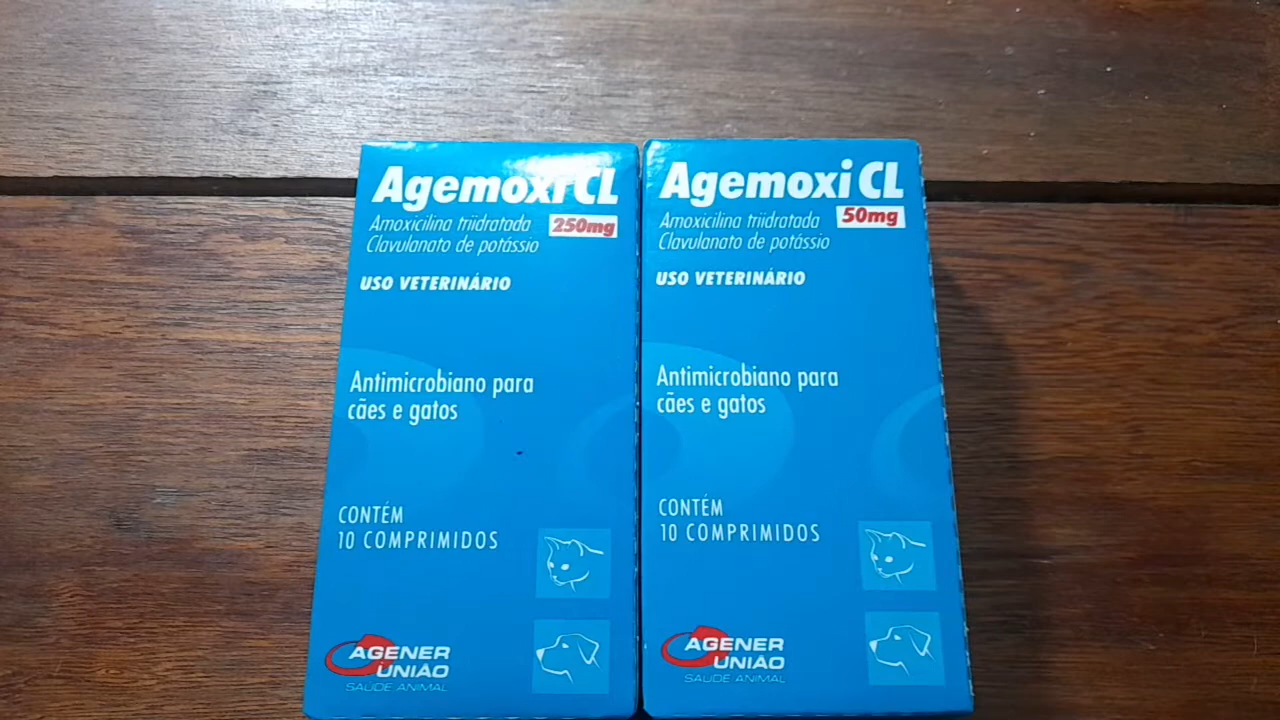 Agemoxi CL
Amoxicilina triidratada
250mg
Clavulanato de potássio
USO VETERINÁRIO
Antimicrobiano para
cães e gatos
CONTÉM
10 COMPRIMIDOS
AGENER
UNIÃO
SAÚDE ANIMAL
Agemoxi CL
Amoxicilina triidratada
50mg
Clavulanato de potássio
USO VETERINÁRIO
Antimicrobiano para
cães e gatos
CONTÉM
10 COMPRIMIDOS
AGENER
UNIÃO
SAÚDE ANIMAL